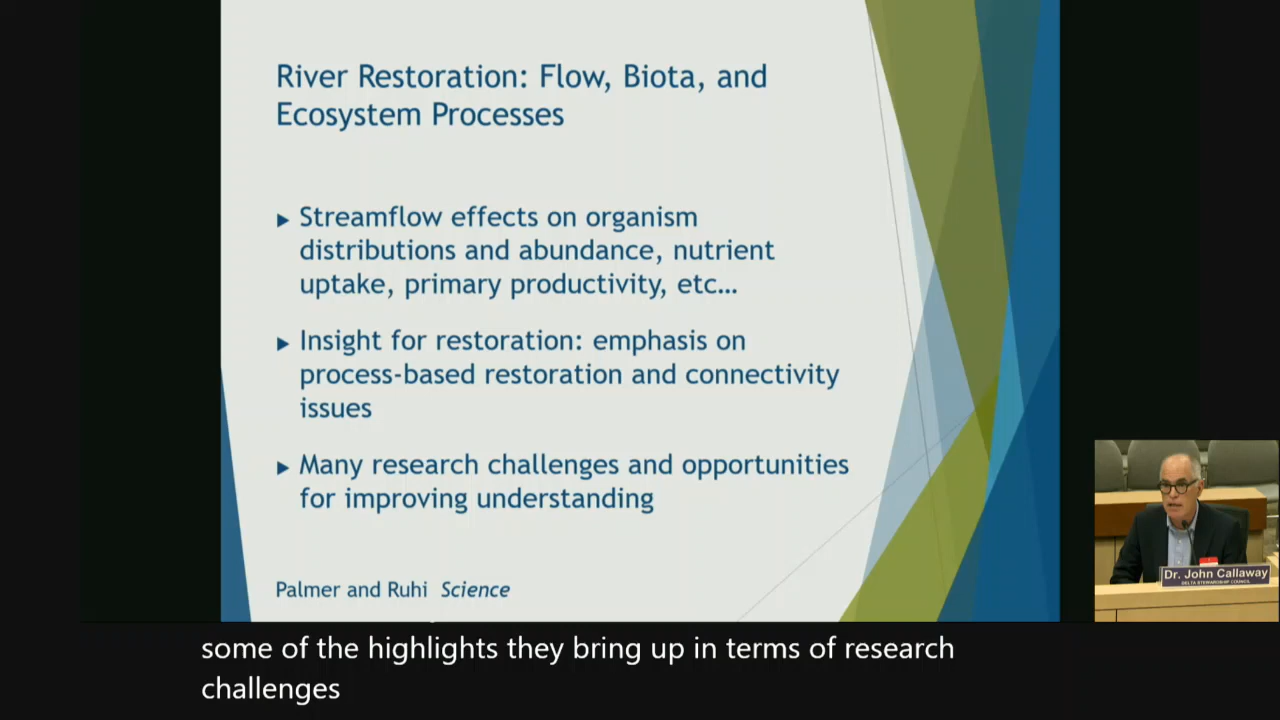 River Restoration: Flow, Biota, and
Ecosystem Processes
Streamflow effects on organism
distributions and abundance, nutrient
uptake, primary productivity, etc…
Insight for restoration: emphasis on
process-based restoration and connectivity
issues
Many research challenges and opportunities
for improving understanding
Palmer and Ruhi Science
Dr. John Callaway
DELTA STEWARDSHIP COUNCIL
some of the highlights they bring up in terms of research
challenges